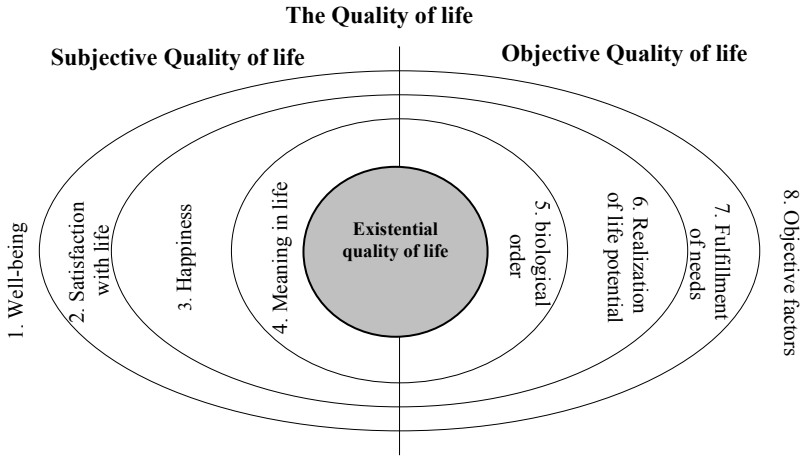 The Quality of life
Subjective Quality of life
Objective Quality of life
1. Well-being
2. Satisfaction
with life
3. Happiness
4. Meaning in life
Existential
quality of life
5. biological
order
6. Realization
of life potential
7. Fulfillment
of needs
8. Objective factors